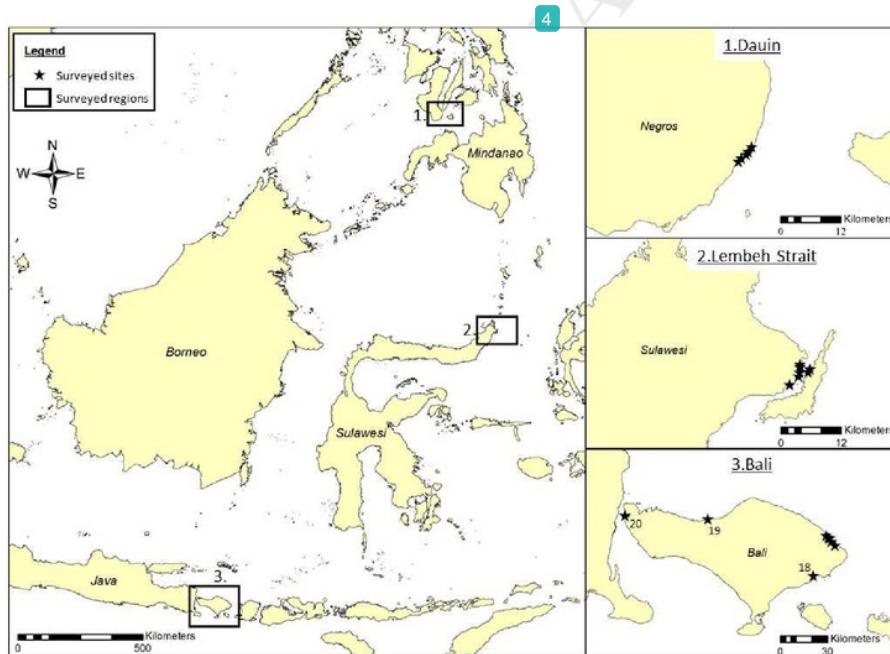 4
Legend
Surveyed sites
Surveyed regions
N
W E
S
1.
Mindanao
2.
Borneo
Sulawesi
Java
3.
Kilometers
500
1.Dauin
Negros
Kilometers
0 12
2.Lembeh Strait
Sulawesi
Kilometers
0 12
3.Bali
20
19
Bali
18
Kilometers
0 30